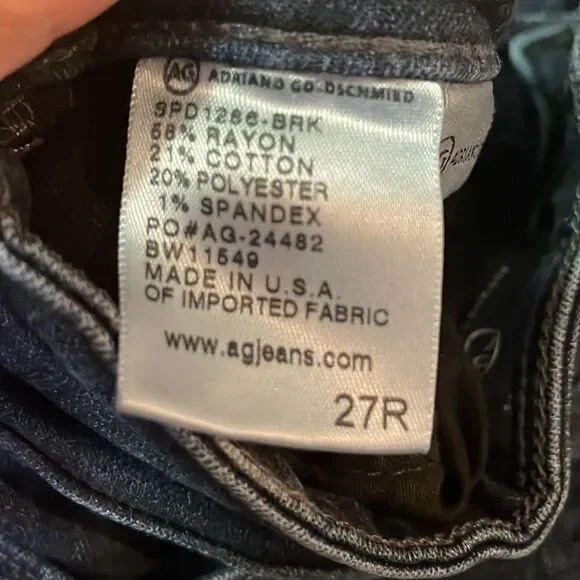 AG ADRIANO GOLDSCHMIED
SPD1286-BRK
58% RAYON
21% COTTON
20% POLYESTER
1% SPANDEX
PO#AG-24482
BW11549
MADE IN U.S.A.
OF IMPORTED FABRIC
www.agjeans.com
27R